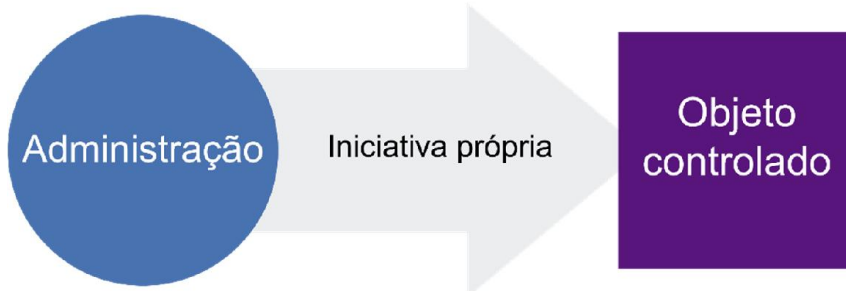 Administração
Iniciativa própria
Objeto
controlado